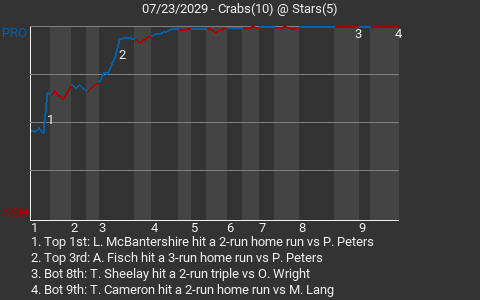 07/23/2029 - Crabs(10) @ Stars(5)
PRO
1
2
3
4
NSH
1 2 3 4 5 6 7 8 9
1. Top 1st: L. McBantershire hit a 2-run home run vs P. Peters
2. Top 3rd: A. Fisch hit a 3-run home run vs P. Peters
3. Bot 8th: T. Sheelay hit a 2-run triple vs O. Wright
4. Bot 9th: T. Cameron hit a 2-run home run vs M. Lang